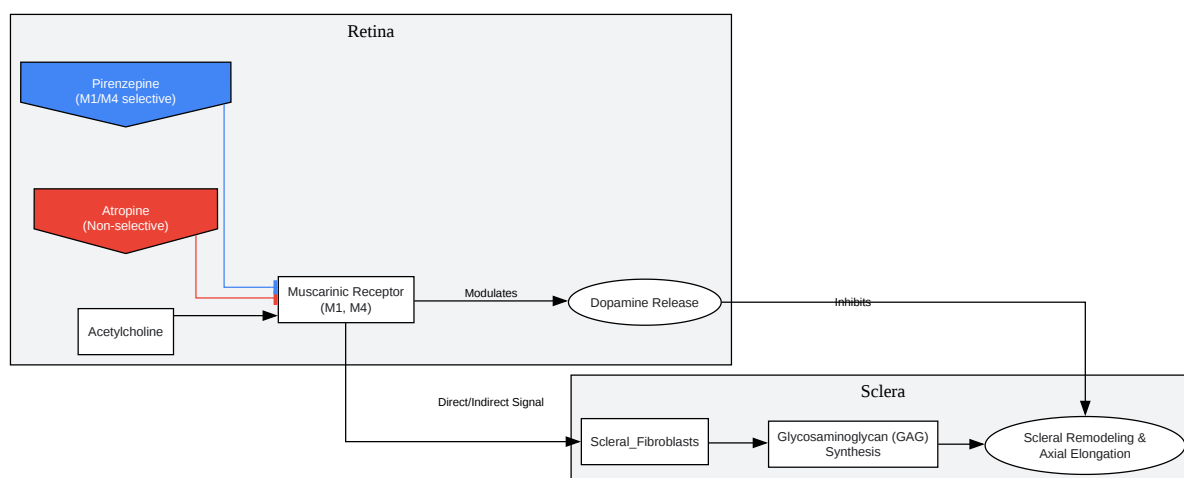 Retina
Pirenzepine
(M1/M4 selective)
Atropine
(Non-selective)
Acetylcholine
Muscarinic Receptor
(M1, M4)
Modulates
Dopamine Release
Inhibits
Direct/Indirect Signal
Sclera
Scleral_Fibroblasts
Glycosaminoglycan (GAG)
Synthesis
Scleral Remodeling &
Axial Elongation